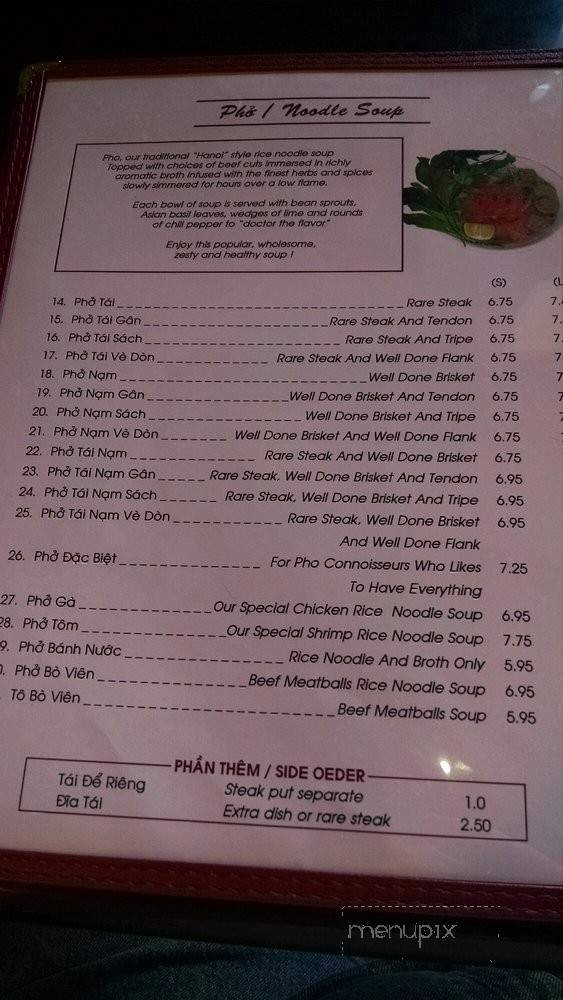 Phở / Noodle Soup
Pho, our traditional "Hanoi" style rice noodle soup
Topped with choices of beef cuts immersed in richly
aromatic broth infused with the finest herbs and spices
slowly simmered for hours over a low flame.
Each bowl of soup is served with bean sprouts,
Asian basil leaves, wedges of lime and rounds
of chili pepper to "doctor the flavor"
Enjoy this popular, wholesome,
zesty and healthy soup !
(S) (L
14. Phở Tái Rare Steak 6.75 7.
15. Phở Tái Gân Rare Steak And Tendon 6.75 7.
16. Phở Tái Sách Rare Steak And Tripe 6.75 7.
17. Phở Tái Vè Dòn Rare Steak And Well Done Flank 6.75 7
18. Phở Nạm Well Done Brisket 6.75 7
19. Phở Nạm Gân Well Done Brisket And Tendon 6.75 7
20. Phở Nạm Sách Well Done Brisket And Tripe 6.75 7
21. Phở Nạm Vè Dòn Well Done Brisket And Well Done Flank 6.75 7
22. Phở Tái Nạm Rare Steak And Well Done Brisket 6.75
23. Phở Tái Nạm Gân Rare Steak, Well Done Brisket And Tendon 6.95
24. Phở Tái Nạm Sách Rare Steak, Well Done Brisket And Tripe 6.95
25. Phở Tái Nạm Vè Dòn Rare Steak, Well Done Brisket 6.95
And Well Done Flank
26. Phở Đặc Biệt For Pho Connoisseurs Who Likes 7.25
To Have Everything
27. Phở Gà Our Special Chicken Rice Noodle Soup 6.95
28. Phở Tôm Our Special Shrimp Rice Noodle Soup 7.75
9. Phở Bánh Nước Rice Noodle And Broth Only 5.95
). Phở Bò Viên Beef Meatballs Rice Noodle Soup 6.95
. Tô Bò Viên Beef Meatballs Soup 5.95
PHẦN THÊM / SIDE OEDER
Tái Để Riêng Steak put separate 1.0
Đĩa Tái Extra dish or rare steak 2.50
menupix